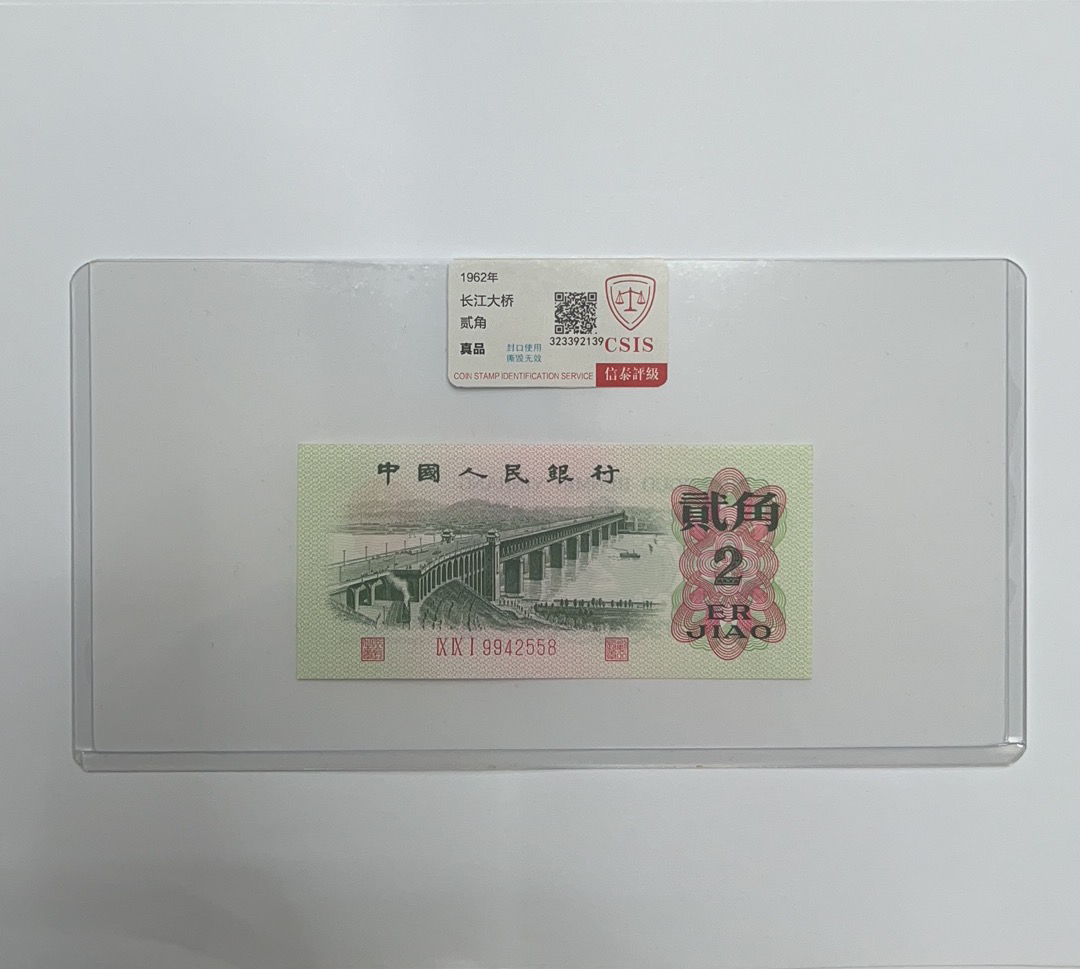 1962年
长江大桥
贰角
真品
封口使用
撕毁无效
323392139
CSIS
COIN STAMP IDENTIFICATION SERVICE
信泰評級
中國人民銀行
貳角
2
ER
JIAO
IX IX I 9942558